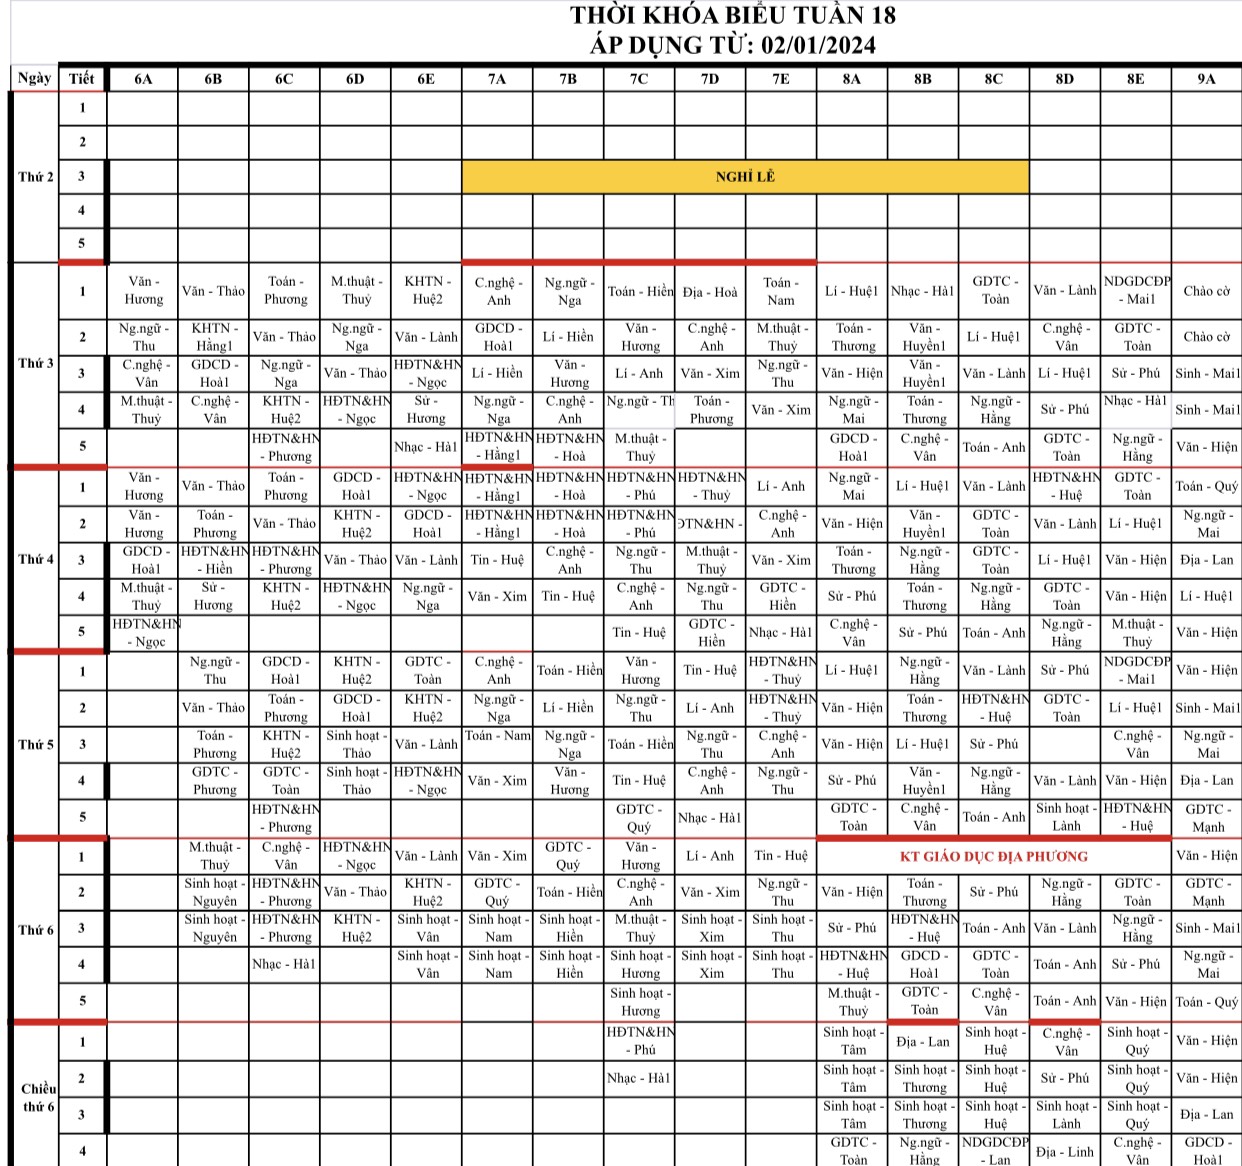 THỜI KHÓA BIỂU TUẦN 18
ÁP DỤNG TỪ: 02/01/2024
Ngày Tiết 6A 6B 6C 6D 6E 7A 7B 7C 7D 7E 8A 8B 8C 8D 8E 9A
Thứ 2
1
2
3 NGHỈ LỄ
4
5
Thứ 3
1 Văn - Hương Văn - Thảo Toán - Phương M.thuật - Thuỷ KHTN - Huệ2 C.nghệ - Anh Ng.ngữ - Nga Toán - Hiền Địa - Hoà Toán - Nam Lí - Huệ1 Nhạc - Hà1 GDTC - Toàn Văn - Lành NDGDCĐP - Mai1 Chào cờ
2 Ng.ngữ - Thu KHTN - Hằng1 Văn - Thảo Ng.ngữ - Nga Văn - Lành GDCD - Hoà1 Lí - Hiền Văn - Hương C.nghệ - Anh M.thuật - Thuỷ Toán - Thương Văn - Huyền1 Lí - Huệ1 C.nghệ - Vân GDTC - Toàn Chào cờ
3 C.nghệ - Vân GDCD - Hoà1 Ng.ngữ - Nga Văn - Thảo HĐTN&HN - Ngọc Lí - Hiền Văn - Hương Lí - Anh Văn - Xim Ng.ngữ - Thu Văn - Hiện Văn - Huyền1 Văn - Lành Lí - Huệ1 Sử - Phú Sinh - Mai1
4 M.thuật - Thuỷ C.nghệ - Vân KHTN - Huệ2 HĐTN&HN - Ngọc Sử - Hương Ng.ngữ - Nga C.nghệ - Anh Ng.ngữ - Th Toán - Phương Văn - Xim Ng.ngữ - Mai Toán - Thương Ng.ngữ - Hằng Sử - Phú Nhạc - Hà1 Sinh - Mai1
5 HĐTN&HN - Phương Nhạc - Hà1 HĐTN&HN - Hằng1 HĐTN&HN - Hoà M.thuật - Thuỷ GDCD - Hoà1 C.nghệ - Vân Toán - Anh GDTC - Toàn Ng.ngữ - Hằng Văn - Hiện
Thứ 4
1 Văn - Hương Văn - Thảo Toán - Phương GDCD - Hoà1 HĐTN&HN - Ngọc HĐTN&HN - Hằng1 HĐTN&HN - Hoà HĐTN&HN - Phú HĐTN&HN - Thuỷ Lí - Anh Ng.ngữ - Mai Lí - Huệ1 Văn - Lành HĐTN&HN - Huệ GDTC - Toàn Toán - Quý
2 Văn - Hương Toán - Phương Văn - Thảo KHTN - Huệ2 GDCD - Hoà1 HĐTN&HN - Hằng1 HĐTN&HN - Hoà HĐTN&HN - Phú ĐTN&HN - C.nghệ - Anh Văn - Hiện Văn - Huyền1 GDTC - Toàn Văn - Lành Lí - Huệ1 Ng.ngữ - Mai
3 GDCD - Hoà1 HĐTN&HN - Hiền HĐTN&HN - Phương Văn - Thảo Văn - Lành Tin - Huệ C.nghệ - Anh Ng.ngữ - Thu M.thuật - Thuỷ Văn - Xim Toán - Thương Ng.ngữ - Hằng GDTC - Toàn Lí - Huệ1 Văn - Hiện Địa - Lan
4 M.thuật - Thuỷ Sử - Hương KHTN - Huệ2 HĐTN&HN - Ngọc Ng.ngữ - Nga Văn - Xim Tin - Huệ C.nghệ - Anh Ng.ngữ - Thu GDTC - Hiền Sử - Phú Toán - Thương Ng.ngữ - Hằng GDTC - Toàn Văn - Hiện Lí - Huệ1
5 HĐTN&HN - Ngọc Tin - Huệ GDTC - Hiền Nhạc - Hà1 C.nghệ - Vân Sử - Phú Toán - Anh Ng.ngữ - Hằng M.thuật - Thuỷ Văn - Hiện
Thứ 5
1 Ng.ngữ - Thu GDCD - Hoà1 KHTN - Huệ2 GDTC - Toàn C.nghệ - Anh Toán - Hiền Văn - Hương Tin - Huệ HĐTN&HN - Thuỷ Lí - Huệ1 Ng.ngữ - Hằng Văn - Lành Sử - Phú NDGDCĐP - Mai1 Văn - Hiện
2 Văn - Thảo Toán - Phương GDCD - Hoà1 KHTN - Huệ2 Ng.ngữ - Nga Lí - Hiền Ng.ngữ - Thu Lí - Anh HĐTN&HN - Thuỷ Văn - Hiện Toán - Thương HĐTN&HN - Huệ GDTC - Toàn Lí - Huệ1 Sinh - Mai1
3 Toán - Phương KHTN - Huệ2 Sinh hoạt - Thảo Văn - Lành Toán - Nam Ng.ngữ - Nga Toán - Hiền Ng.ngữ - Thu C.nghệ - Anh Văn - Hiện Lí - Huệ1 Sử - Phú C.nghệ - Vân Ng.ngữ - Mai
4 GDTC - Phương GDTC - Toàn Sinh hoạt - Thảo HĐTN&HN - Ngọc Văn - Xim Văn - Hương Tin - Huệ C.nghệ - Anh Ng.ngữ - Thu Sử - Phú Văn - Huyền1 Ng.ngữ - Hằng Văn - Lành Văn - Hiện Địa - Lan
5 HĐTN&HN - Phương GDTC - Quý Nhạc - Hà1 GDTC - Toàn C.nghệ - Vân Toán - Anh Sinh hoạt - Lành HĐTN&HN - Huệ GDTC - Mạnh
Thứ 6
1 M.thuật - Thuỷ C.nghệ - Vân HĐTN&HN - Ngọc Văn - Lành Văn - Xim GDTC - Quý Văn - Hương Lí - Anh Tin - Huệ KT GIÁO DỤC ĐỊA PHƯƠNG Văn - Hiện
2 Sinh hoạt - Nguyên HĐTN&HN - Phương Văn - Thảo KHTN - Huệ2 GDTC - Quý Toán - Hiền C.nghệ - Anh Văn - Xim Ng.ngữ - Thu Văn - Hiện Toán - Thương Sử - Phú Ng.ngữ - Hằng GDTC - Toàn GDTC - Mạnh
3 Sinh hoạt - Nguyên HĐTN&HN - Phương KHTN - Huệ2 Sinh hoạt - Vân Sinh hoạt - Nam Sinh hoạt - Hiền M.thuật - Thuỷ Sinh hoạt - Xim Sinh hoạt - Thu Sử - Phú HĐTN&HN - Huệ Toán - Anh Văn - Lành Ng.ngữ - Hằng Sinh - Mai1
4 Nhạc - Hà1 Sinh hoạt - Vân Sinh hoạt - Nam Sinh hoạt - Hiền Sinh hoạt - Hương Sinh hoạt - Xim Sinh hoạt - Thu HĐTN&HN - Huệ GDCD - Hoà1 GDTC - Toàn Toán - Anh Sử - Phú Ng.ngữ - Mai
5 Sinh hoạt - Hương M.thuật - Thuỷ GDTC - Toàn C.nghệ - Vân Toán - Anh Văn - Hiện Toán - Quý
Chiều thứ 6
1 HĐTN&HN - Phú Sinh hoạt - Tâm Địa - Lan Sinh hoạt - Huệ C.nghệ - Vân Sinh hoạt - Quý Văn - Hiện
2 Nhạc - Hà1 Sinh hoạt - Tâm Sinh hoạt - Thương Sinh hoạt - Huệ Sử - Phú Sinh hoạt - Quý Văn - Hiện
3 Sinh hoạt - Tâm Sinh hoạt - Thương Sinh hoạt - Huệ Sinh hoạt - Lành Sinh hoạt - Quý Địa - Lan
4 GDTC - Toàn Ng.ngữ - Hằng NDGDCĐP - Lan Địa - Linh C.nghệ - Vân GDCD - Hoà1